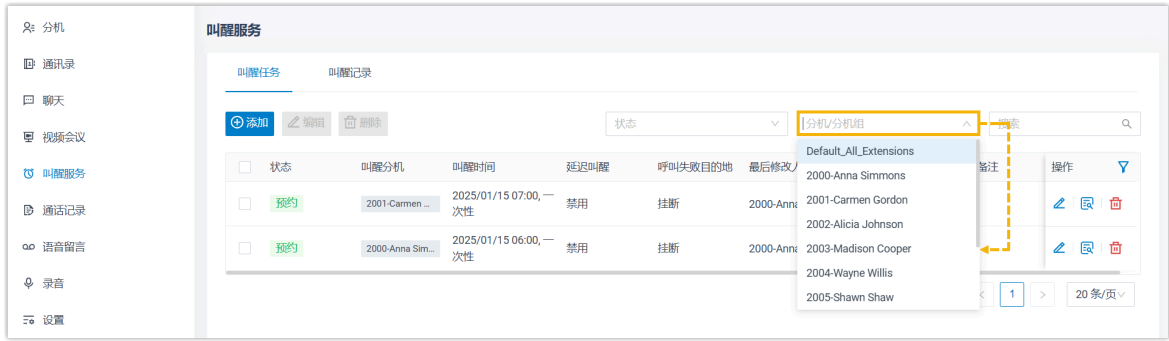 分机
通讯录
聊天
视频会议
叫醒服务
通话记录
语音留言
录音
设置
叫醒服务
叫醒任务 叫醒记录
添加 编辑 删除 状态 分机/分机组 搜索
状态 叫醒分机 叫醒时间 延迟叫醒 呼叫失败目的地 最后修改人 备注 操作
预约 2001-Carmen ... 2025/01/15 07:00, 一次性 禁用 挂断 2000-Anna
预约 2000-Anna Sim... 2025/01/15 06:00, 一次性 禁用 挂断 2000-Anna
Default_All_Extensions
2000-Anna Simmons
2001-Carmen Gordon
2002-Alicia Johnson
2003-Madison Cooper
2004-Wayne Willis
2005-Shawn Shaw
1 20 条/页